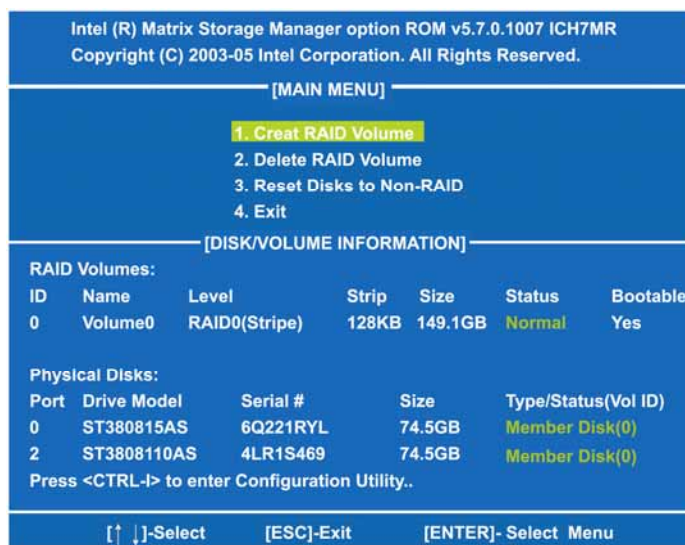 Intel (R) Matrix Storage Manager option ROM v5.7.0.1007 ICH7MR
Copyright (C) 2003-05 Intel Corporation. All Rights Reserved.
[MAIN MENU]
1. Creat RAID Volume
2. Delete RAID Volume
3. Reset Disks to Non-RAID
4. Exit
[DISK/VOLUME INFORMATION]
RAID Volumes:
ID Name Level Strip Size Status Bootable
0 Volume0 RAID0(Stripe) 128KB 149.1GB Normal Yes
Physical Disks:
Port Drive Model Serial # Size Type/Status(Vol ID)
0 ST380815AS 6Q221RYL 74.5GB Member Disk(0)
2 ST3808110AS 4LR1S469 74.5GB Member Disk(0)
Press <CTRL-I> to enter Configuration Utility..
[↑ ↓]-Select [ESC]-Exit [ENTER]- Select Menu